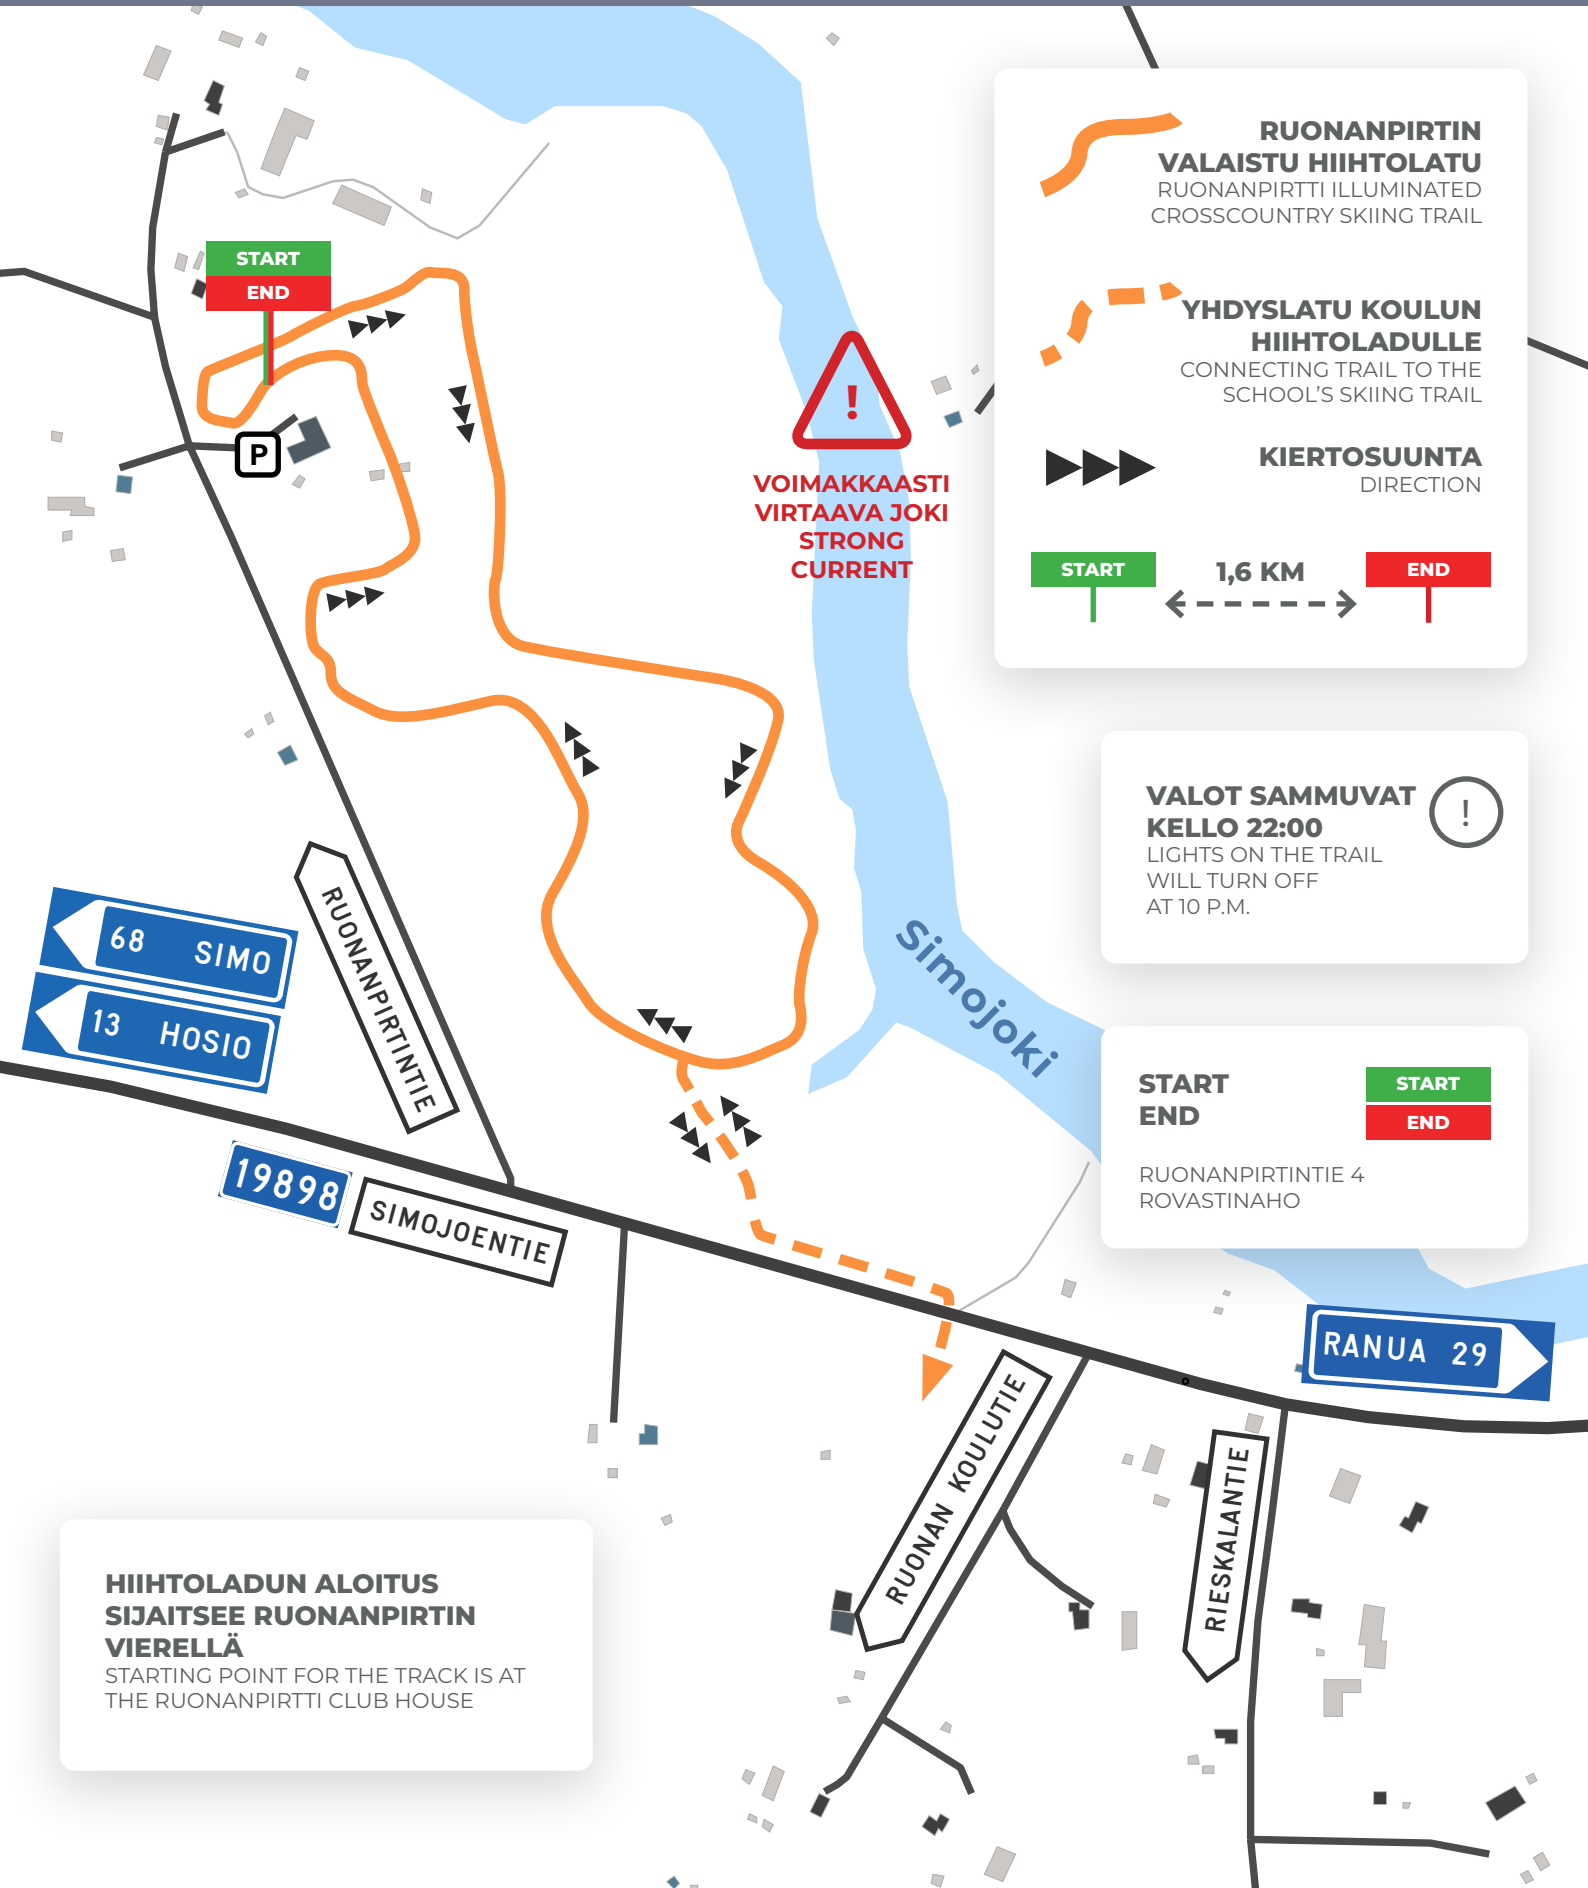 START
END
P
!
VOIMAKKAASTI
VIRTAAVA JOKI
STRONG
CURRENT
RUONANPIRTIN
VALAISTU HIIHTOLATU
RUONANPIRTTI ILLUMINATED
CROSSCOUNTRY SKIING TRAIL
YHDYSLATU KOULUN
HIIHTOLADULLE
CONNECTING TRAIL TO THE
SCHOOL’S SKIING TRAIL
KIERTOSUUNTA
DIRECTION
START
1,6 KM
END
VALOT SAMMUVAT
KELLO 22:00
!
LIGHTS ON THE TRAIL
WILL TURN OFF
AT 10 P.M.
68 SIMO
13 HOSIO
RUONANPIRTINTIE
Simojoki
START
END
START
END
RUONANPIRTINTIE 4
ROVASTINAHO
19898
SIMOJOENTIE
RANUA 29
RUONAN KOULUTIE
RIESKALANTIE
HIIHTOLADUN ALOITUS
SIJAITSEE RUONANPIRTIN
VIERELLÄ
STARTING POINT FOR THE TRACK IS AT
THE RUONANPIRTTI CLUB HOUSE